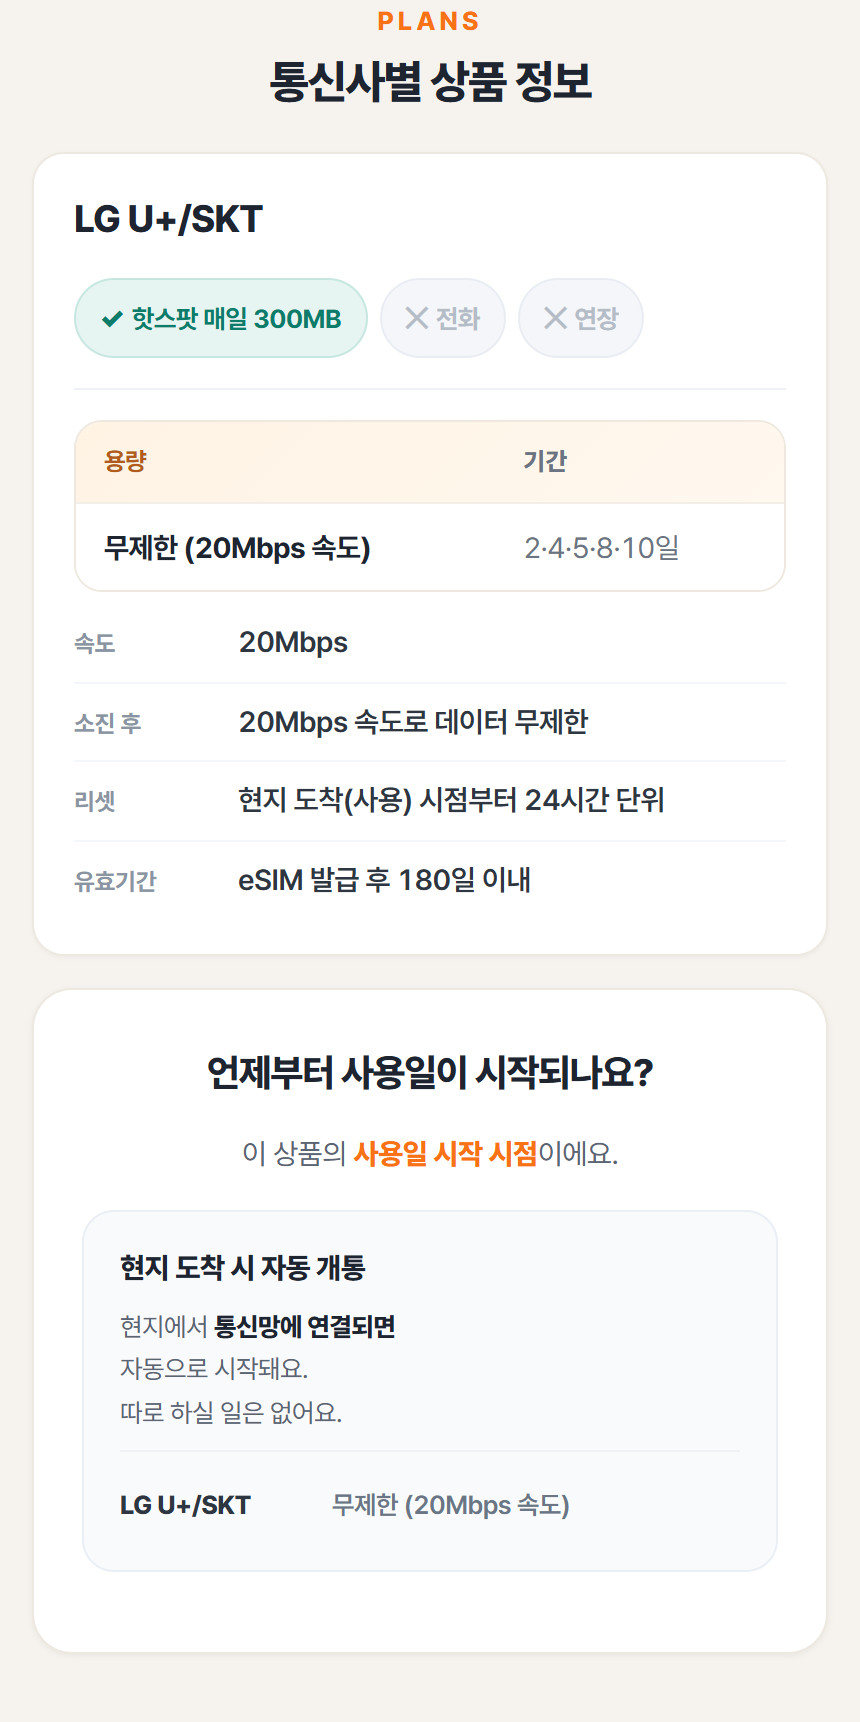 PLANS
통신사별 상품 정보
LG U+/SKT
✓ 핫스팟 매일 300MB
✕ 전화
✕ 연장
용량 기간
무제한 (20Mbps 속도) 2·4·5·8·10일
속도 20Mbps
소진 후 20Mbps 속도로 데이터 무제한
리셋 현지 도착(사용) 시점부터 24시간 단위
유효기간 eSIM 발급 후 180일 이내
언제부터 사용일이 시작되나요?
이 상품의 사용일 시작 시점이에요.
현지 도착 시 자동 개통
현지에서 통신망에 연결되면
자동으로 시작돼요.
따로 하실 일은 없어요.
LG U+/SKT 무제한 (20Mbps 속도)